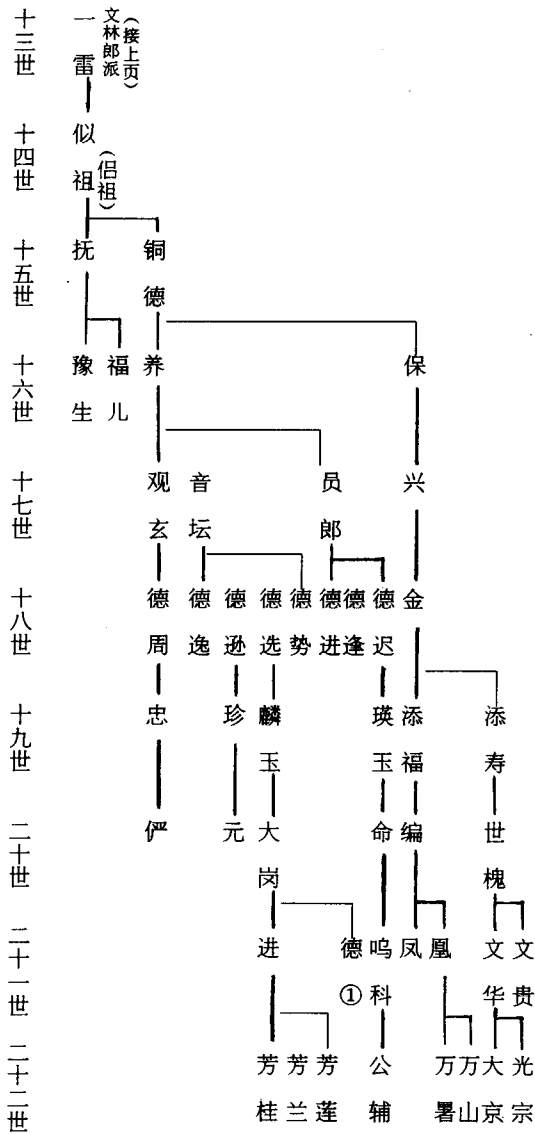 十三世
一雷
文林郎派
(接上页)
十四世
似祖
(侣祖)
十五世
抚
铜德
十六世
豫生
福儿
养
保
十七世
观玄
音坛
员郎
兴
十八世
德周
德逸
德逊
德选
德势
德进
德逢
德迟
金
十九世
忠
珍
麟玉
瑛玉
添福
添寿
二十世
俨
元
大岗
命
编
世槐
二十一世
进
德①
呜科
凤
凰
文华
文贵
二十二世
芳桂
芳兰
芳莲
公辅
万署
万山
大京
光宗